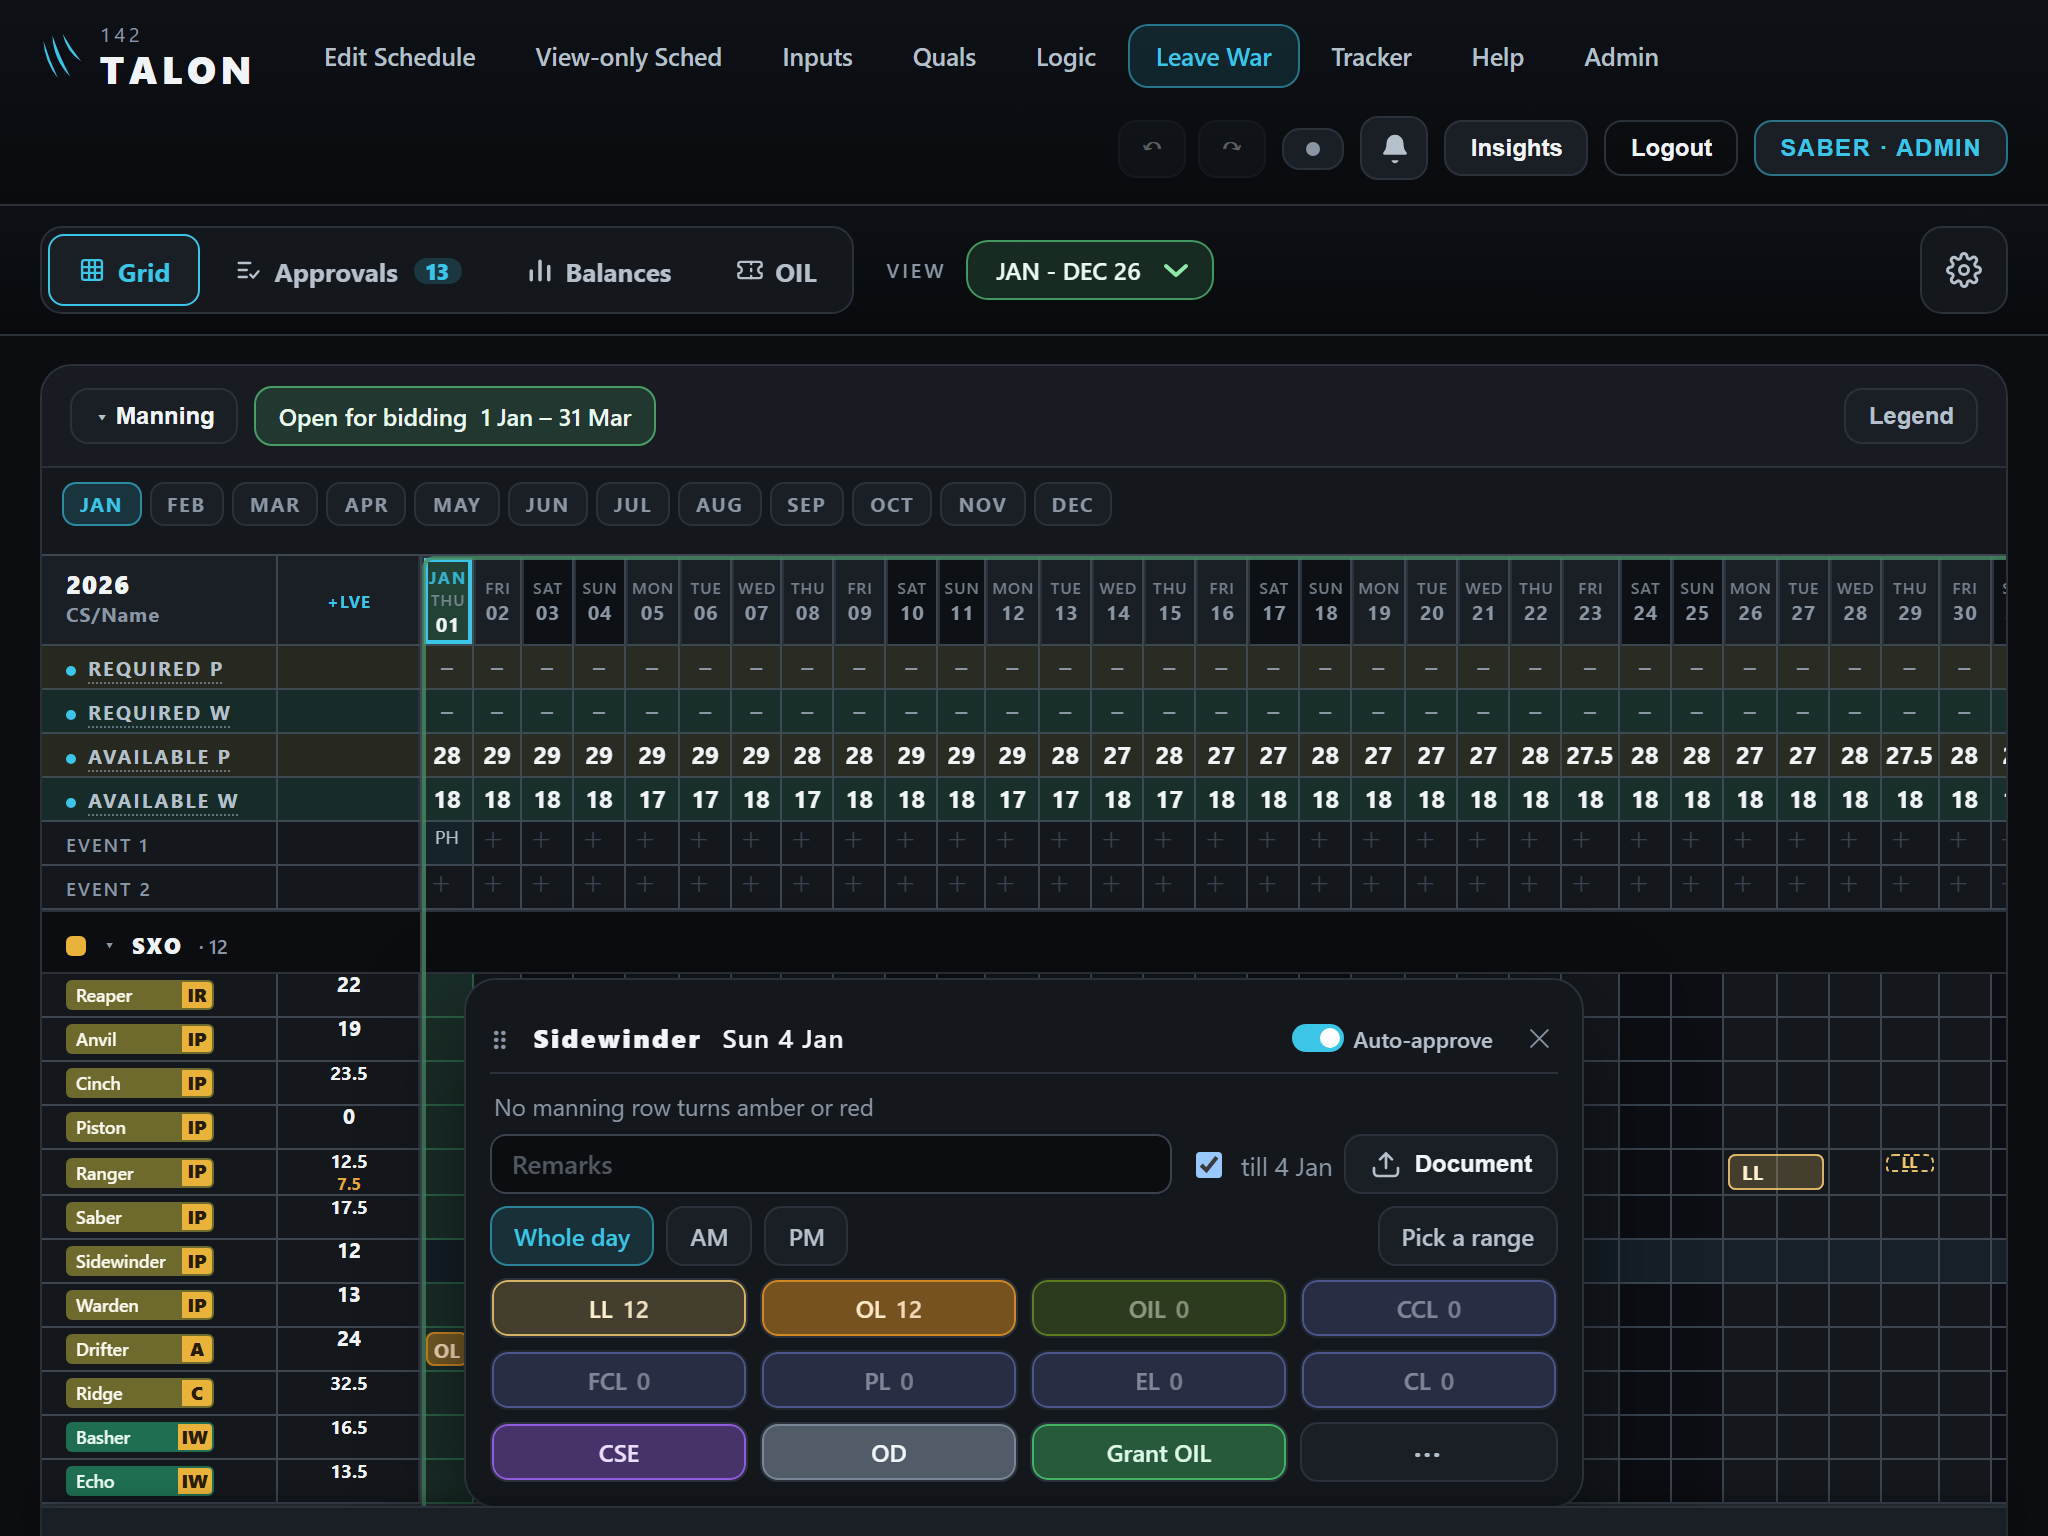 142
TALON
Edit Schedule View-only Sched Inputs Quals Logic Leave War Tracker Help Admin
Insights Logout SABER · ADMIN
Grid Approvals 13 Balances OIL VIEW JAN - DEC 26
Manning Open for bidding 1 Jan – 31 Mar Legend
JAN FEB MAR APR MAY JUN JUL AUG SEP OCT NOV DEC
2026
CS/Name
+LVE
JAN THU 01
FRI 02
SAT 03
SUN 04
MON 05
TUE 06
WED 07
THU 08
FRI 09
SAT 10
SUN 11
MON 12
TUE 13
WED 14
THU 15
FRI 16
SAT 17
SUN 18
MON 19
TUE 20
WED 21
THU 22
FRI 23
SAT 24
SUN 25
MON 26
TUE 27
WED 28
THU 29
FRI 30
REQUIRED P – – – – – – – – – – – – – – – – – – – – – – – – – – – – – –
REQUIRED W – – – – – – – – – – – – – – – – – – – – – – – – – – – – – –
AVAILABLE P 28 29 29 29 29 29 29 28 28 29 29 29 28 27 28 27 27 28 27 27 27 28 27.5 28 28 27 27 28 27.5 28
AVAILABLE W 18 18 18 18 17 17 18 17 18 18 18 17 17 18 17 18 18 18 18 18 18 18 18 18 18 18 18 18 18 18
EVENT 1 PH + + + + + + + + + + + + + + + + + + + + + + + + + + + + +
EVENT 2 + + + + + + + + + + + + + + + + + + + + + + + + + + + + + +
SXO · 12
Reaper IR 22
Anvil IP 19
Cinch IP 23.5
Piston IP 0
Ranger IP 12.5
7.5
LL LL
Saber IP 17.5
Sidewinder IP 12
Warden IP 13
Drifter A 24 OL
Ridge C 32.5
Basher IW 16.5
Echo IW 13.5
Sidewinder Sun 4 Jan Auto-approve
No manning row turns amber or red
Remarks till 4 Jan Document
Whole day AM PM Pick a range
LL 12 OL 12 OIL 0 CCL 0
FCL 0 PL 0 EL 0 CL 0
CSE OD Grant OIL ...